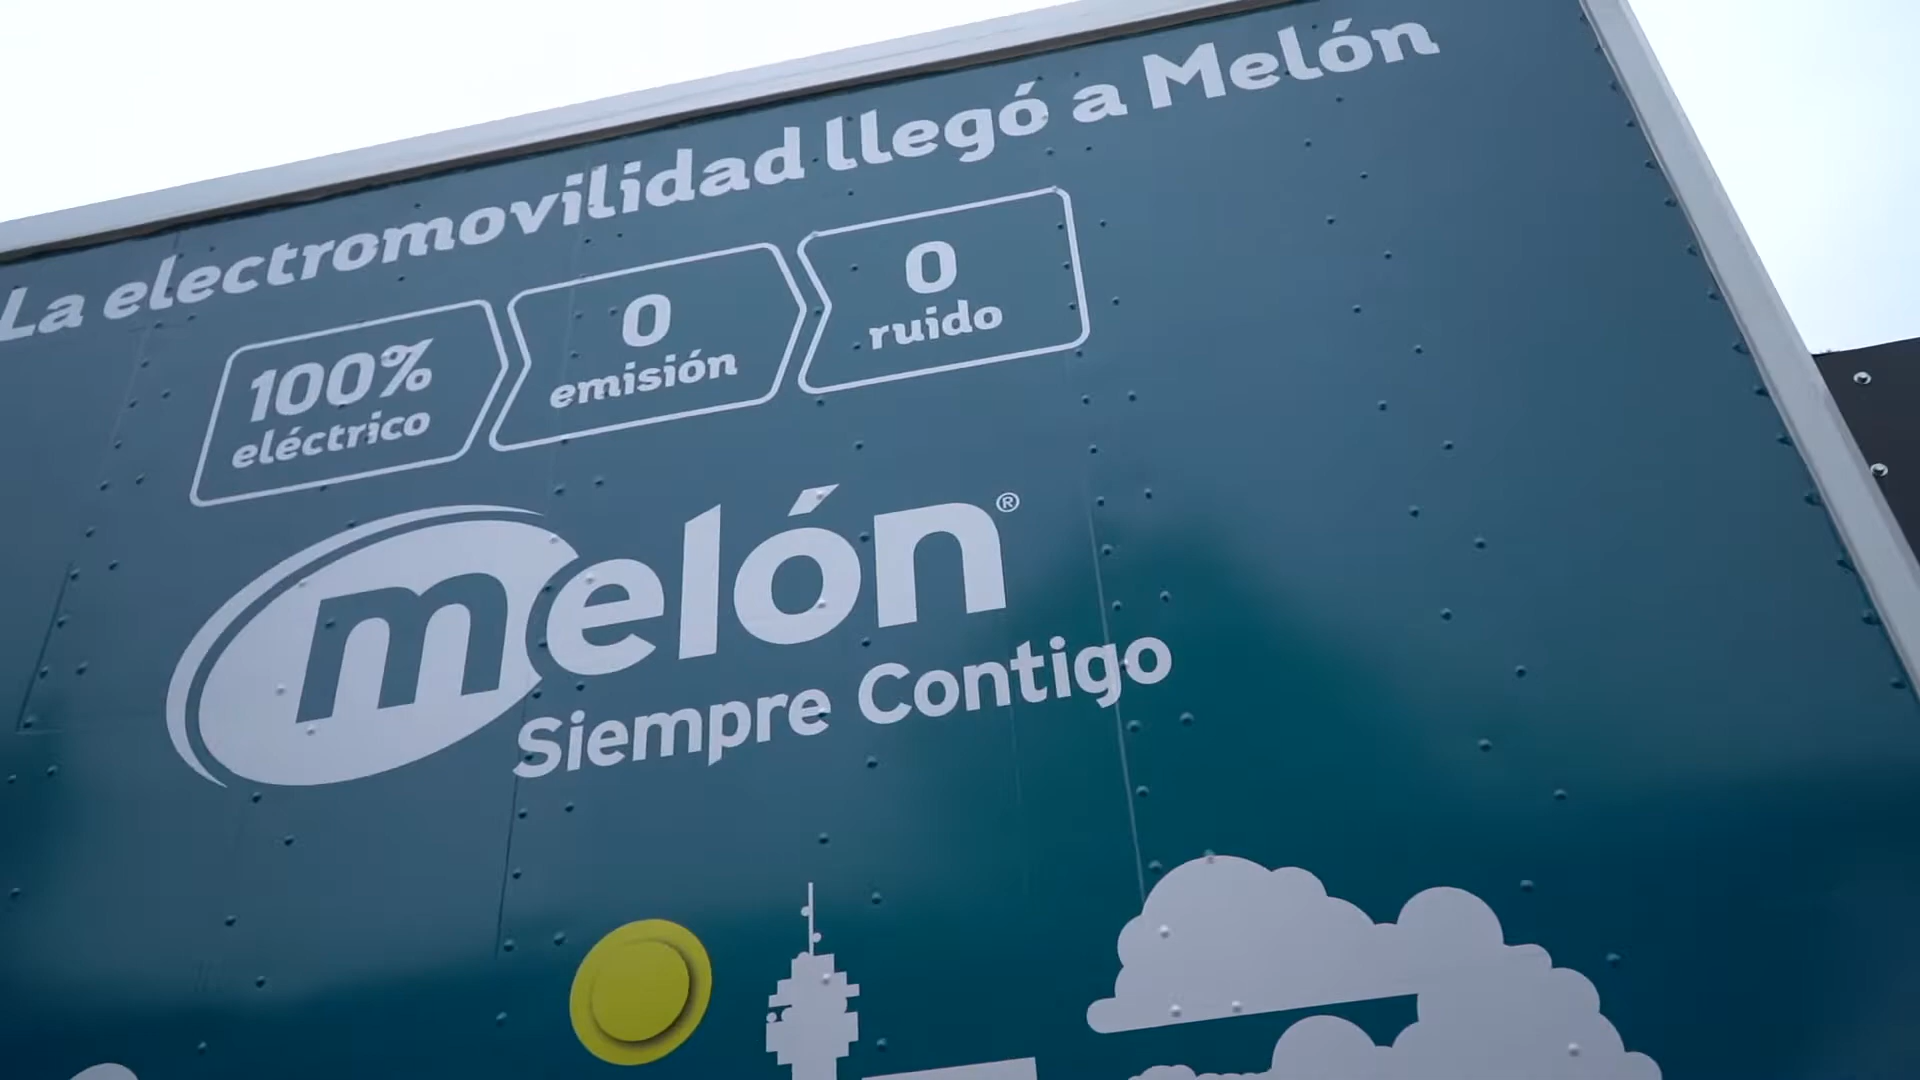 La electromovilidad llegó a Melón
100% eléctrico
0 emisión
0 ruido
melón®
Siempre Contigo